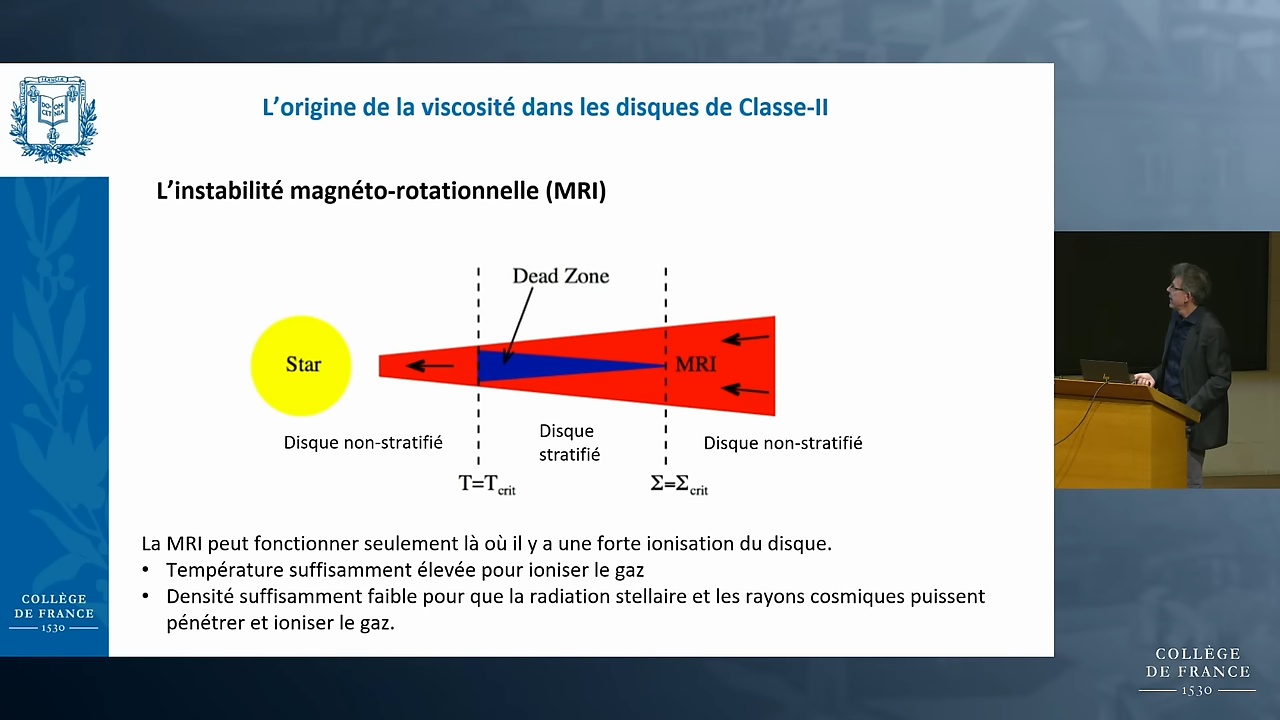 L'origine de la viscosité dans les disques de Classe-II
L'instabilité magnéto-rotationnelle (MRI)
Dead Zone
Star
MRI
Disque non-stratifié
Disque
stratifié
Disque non-stratifié
T=Tcrit
Σ=Σcrit
La MRI peut fonctionner seulement là où il y a une forte ionisation du disque.
• Température suffisamment élevée pour ioniser le gaz
• Densité suffisamment faible pour que la radiation stellaire et les rayons cosmiques puissent
pénétrer et ioniser le gaz.
COLLÈGE
DE FRANCE
1530
COLLÈGE
DE FRANCE
1530